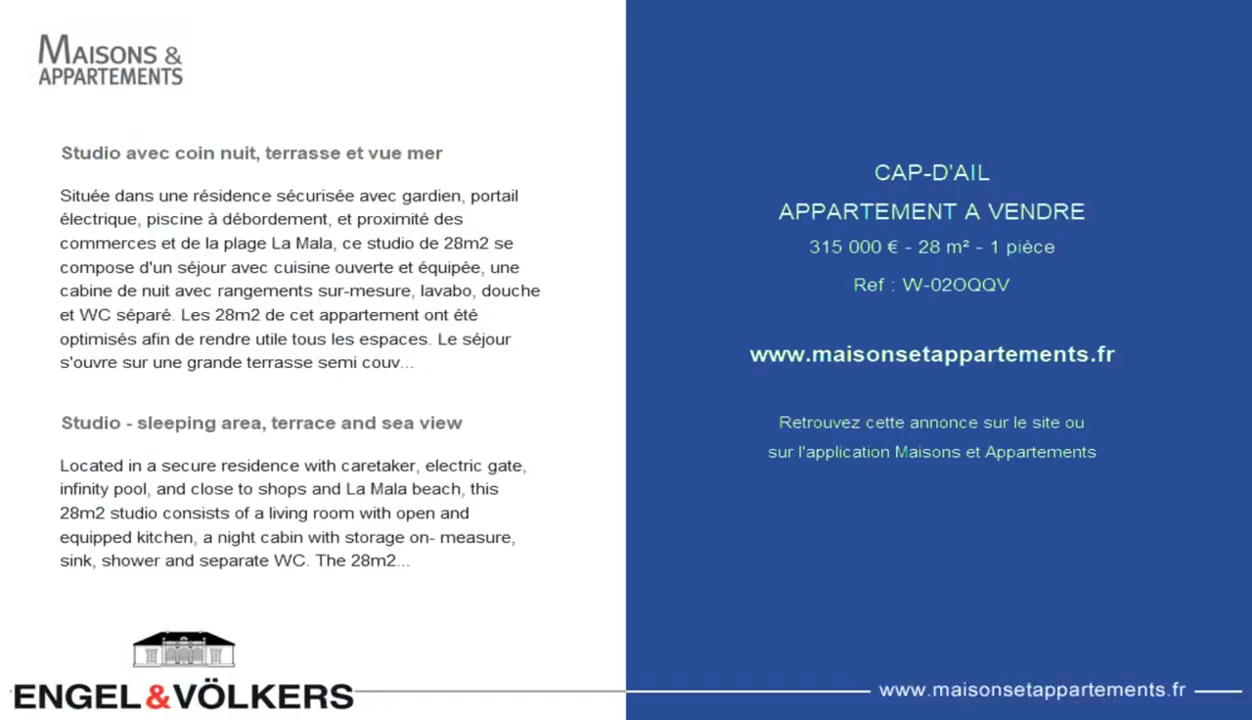 MAISONS &
APPARTEMENTS
Studio avec coin nuit, terrasse et vue mer
Située dans une résidence sécurisée avec gardien, portail
électrique, piscine à débordement, et proximité des
commerces et de la plage La Mala, ce studio de 28m2 se
compose d'un séjour avec cuisine ouverte et équipée, une
cabine de nuit avec rangements sur-mesure, lavabo, douche
et WC séparé. Les 28m2 de cet appartement ont été
optimisés afin de rendre utile tous les espaces. Le séjour
s'ouvre sur une grande terrasse semi couv...
Studio - sleeping area, terrace and sea view
Located in a secure residence with caretaker, electric gate,
infinity pool, and close to shops and La Mala beach, this
28m2 studio consists of a living room with open and
equipped kitchen, a night cabin with storage on- measure,
sink, shower and separate WC. The 28m2...
ENGEL&VÖLKERS
CAP-D'AIL
APPARTEMENT A VENDRE
315 000 € - 28 m² - 1 pièce
Ref : W-02OQQV
www.maisonsetappartements.fr
Retrouvez cette annonce sur le site ou
sur l'application Maisons et Appartements
www.maisonsetappartements.fr